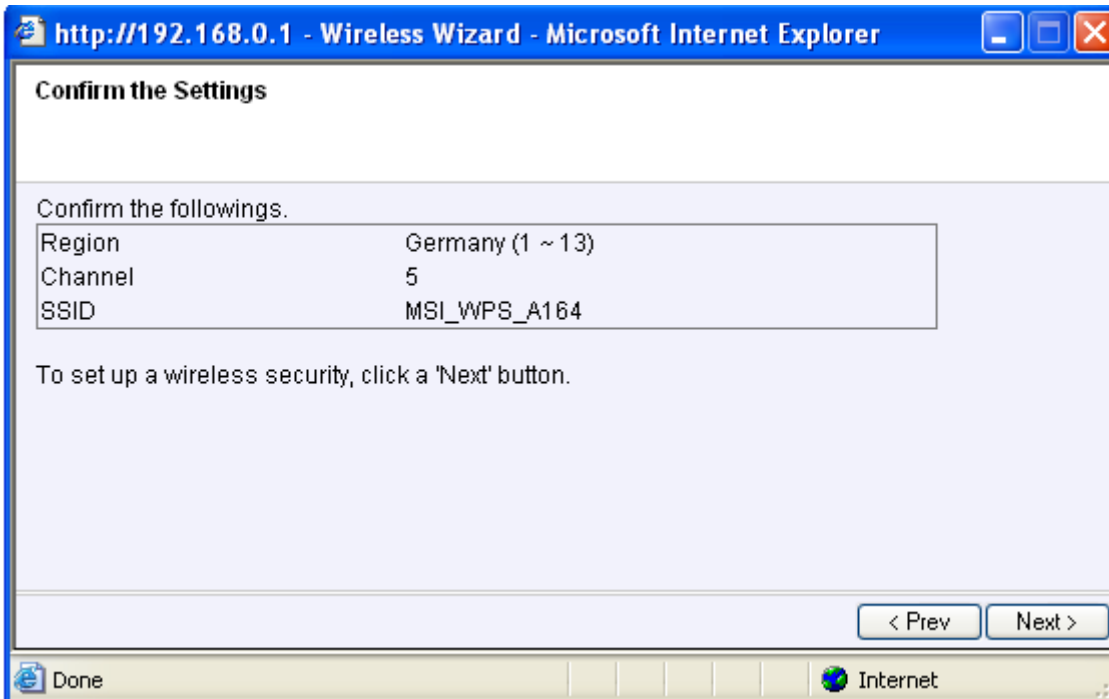 http://192.168.0.1 - Wireless Wizard - Microsoft Internet Explorer
Confirm the Settings
Confirm the followings.
Region Germany (1 ~ 13)
Channel 5
SSID MSI_WPS_A164
To set up a wireless security, click a 'Next' button.
< Prev Next >
Done Internet